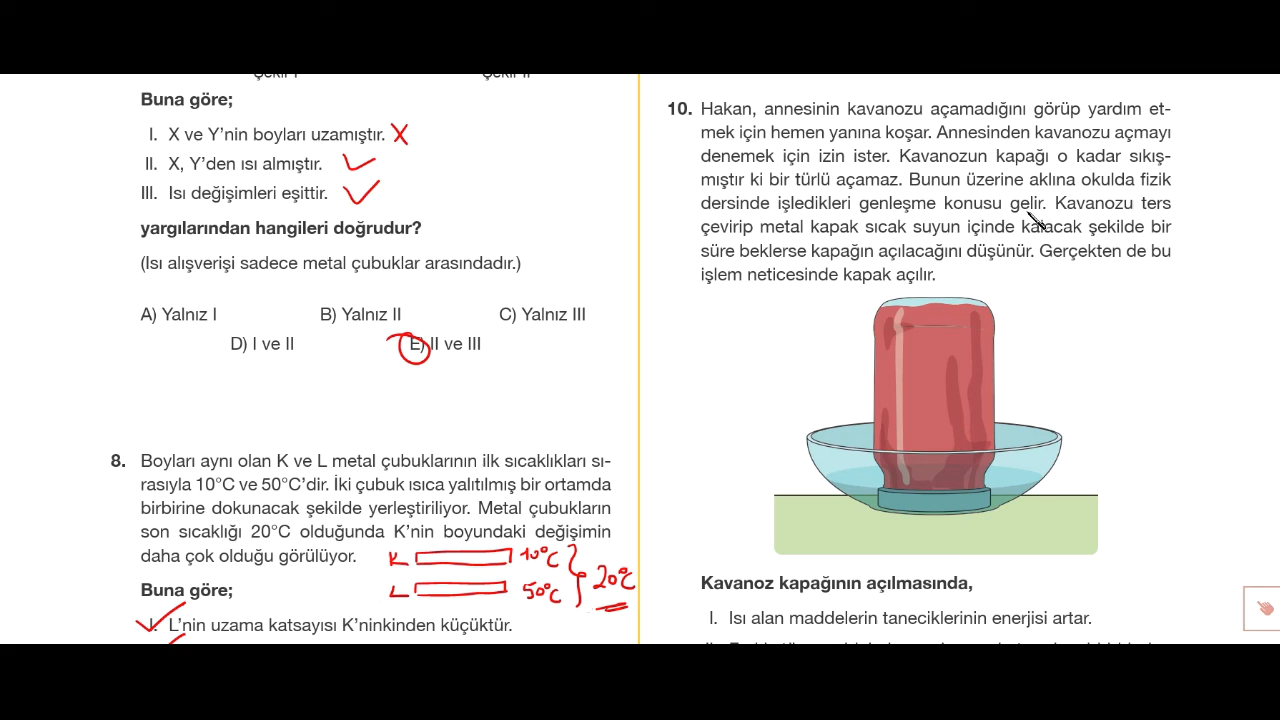 Şekil I Şekil II
Buna göre;
I. X ve Y'nin boyları uzamıştır. X
II. X, Y'den ısı almıştır.
III. Isı değişimleri eşittir.
yargılarından hangileri doğrudur?
(Isı alışverişi sadece metal çubuklar arasındadır.)
A) Yalnız I B) Yalnız II C) Yalnız III
D) I ve II E) II ve III
8. Boyları aynı olan K ve L metal çubuklarının ilk sıcaklıkları sı-
rasıyla 10°C ve 50°C'dir. İki çubuk ısıca yalıtılmış bir ortamda
birbirine dokunacak şekilde yerleştiriliyor. Metal çubukların
son sıcaklığı 20°C olduğunda K'nin boyundaki değişimin
daha çok olduğu görülüyor.
K 10°C
L 50°C
20°C
Buna göre;
I. L'nin uzama katsayısı K'ninkinden küçüktür.
10. Hakan, annesinin kavanozu açamadığını görüp yardım et-
mek için hemen yanına koşar. Annesinden kavanozu açmayı
denemek için izin ister. Kavanozun kapağı o kadar sıkış-
mıştır ki bir türlü açamaz. Bunun üzerine aklına okulda fizik
dersinde işledikleri genleşme konusu gelir. Kavanozu ters
çevirip metal kapak sıcak suyun içinde kalacak şekilde bir
süre beklerse kapağın açılacağını düşünür. Gerçekten de bu
işlem neticesinde kapak açılır.
Kavanoz kapağının açılmasında,
I. Isı alan maddelerin taneciklerinin enerjisi artar.